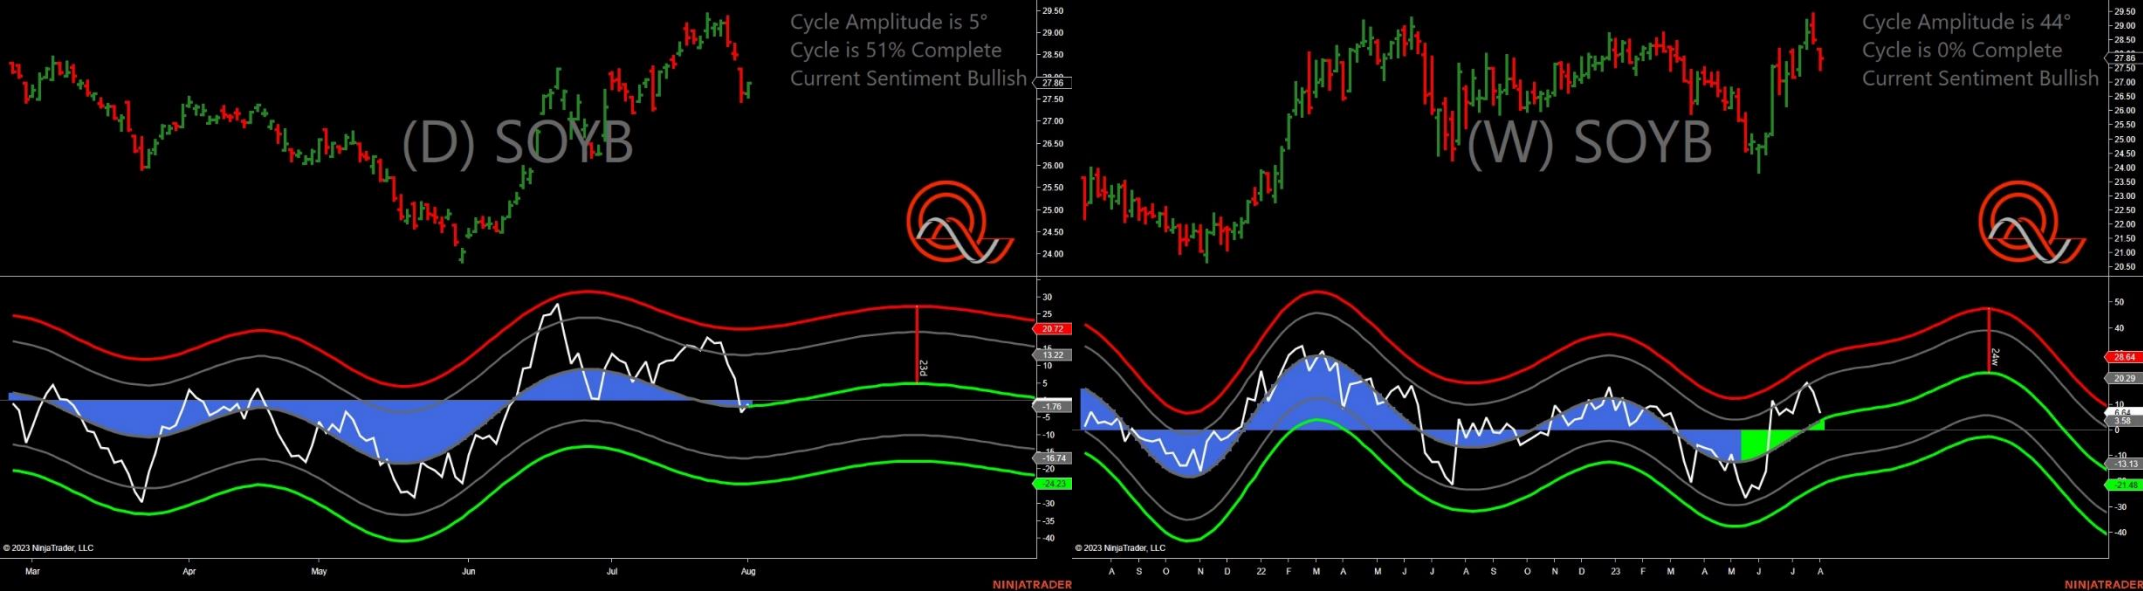 Cycle Amplitude is 5°
Cycle is 51% Complete
Current Sentiment Bullish
(D) SOYB
29.50
29.00
28.50
28.00
27.86
27.50
27.00
26.50
26.00
25.50
25.00
24.50
24.00
30
25
20.72
13.22
10
5
-1.76
-5
-10
-16.74
-20
-24.23
-30
-35
-40
23d
© 2023 NinjaTrader, LLC
Mar
Apr
May
Jun
Jul
Aug
NINJATRADER
Cycle Amplitude is 44°
Cycle is 0% Complete
Current Sentiment Bullish
(W) SOYB
29.50
29.00
28.50
27.86
27.50
27.00
26.50
26.00
25.50
25.00
24.50
24.00
23.50
23.00
22.50
22.00
21.50
21.00
20.50
50
40
28.64
20.29
10
6.64
3.58
0
-10
-13.13
-21.48
-30
-40
24w
© 2023 NinjaTrader, LLC
A S O N D 22 F M A M J J A S O N D 23 F M A M J J A
NINJATRADER